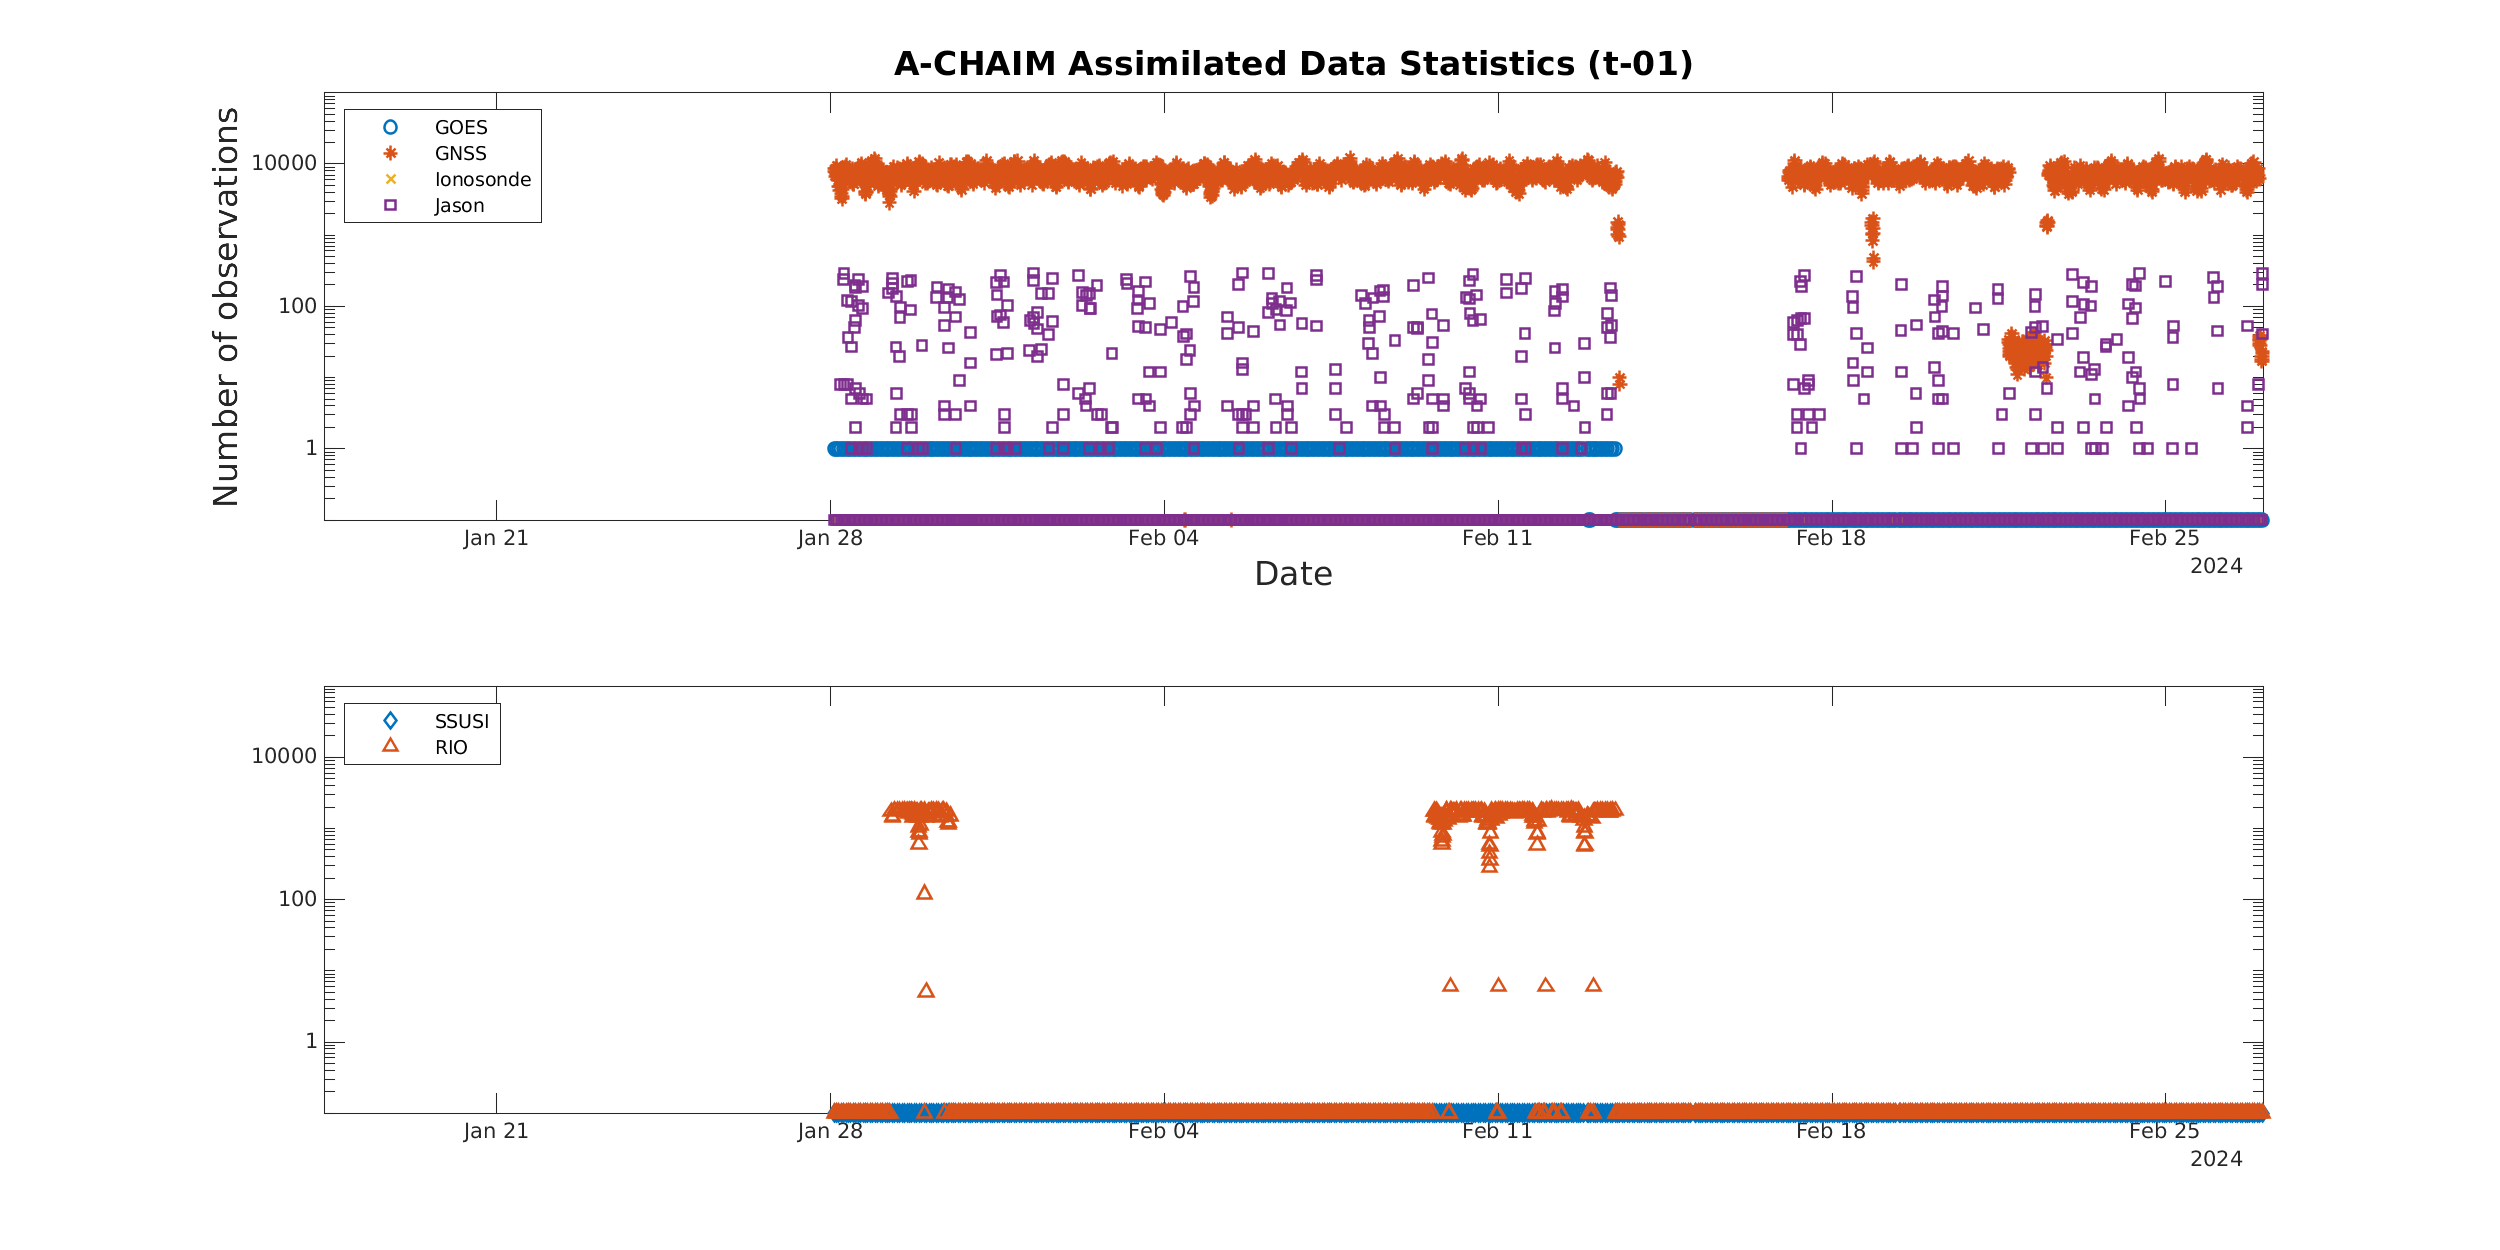 A-CHAIM Assimilated Data Statistics (t-01)
Number of observations
10000
100
1
GOES
GNSS
Ionosonde
Jason
Jan 21
Jan 28
Feb 04
Feb 11
Feb 18
Feb 25
2024
Date
10000
100
1
SSUSI
RIO
Jan 21
Jan 28
Feb 04
Feb 11
Feb 18
Feb 25
2024